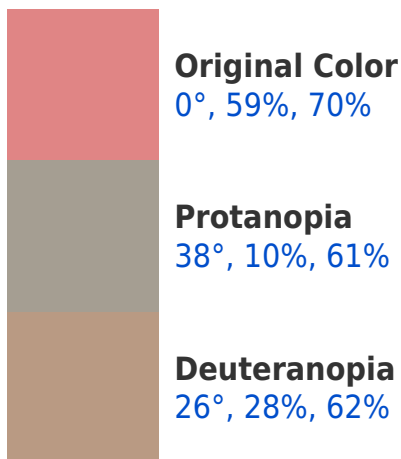 Original Color
0°, 59%, 70%
Protanopia
38°, 10%, 61%
Deuteranopia
26°, 28%, 62%